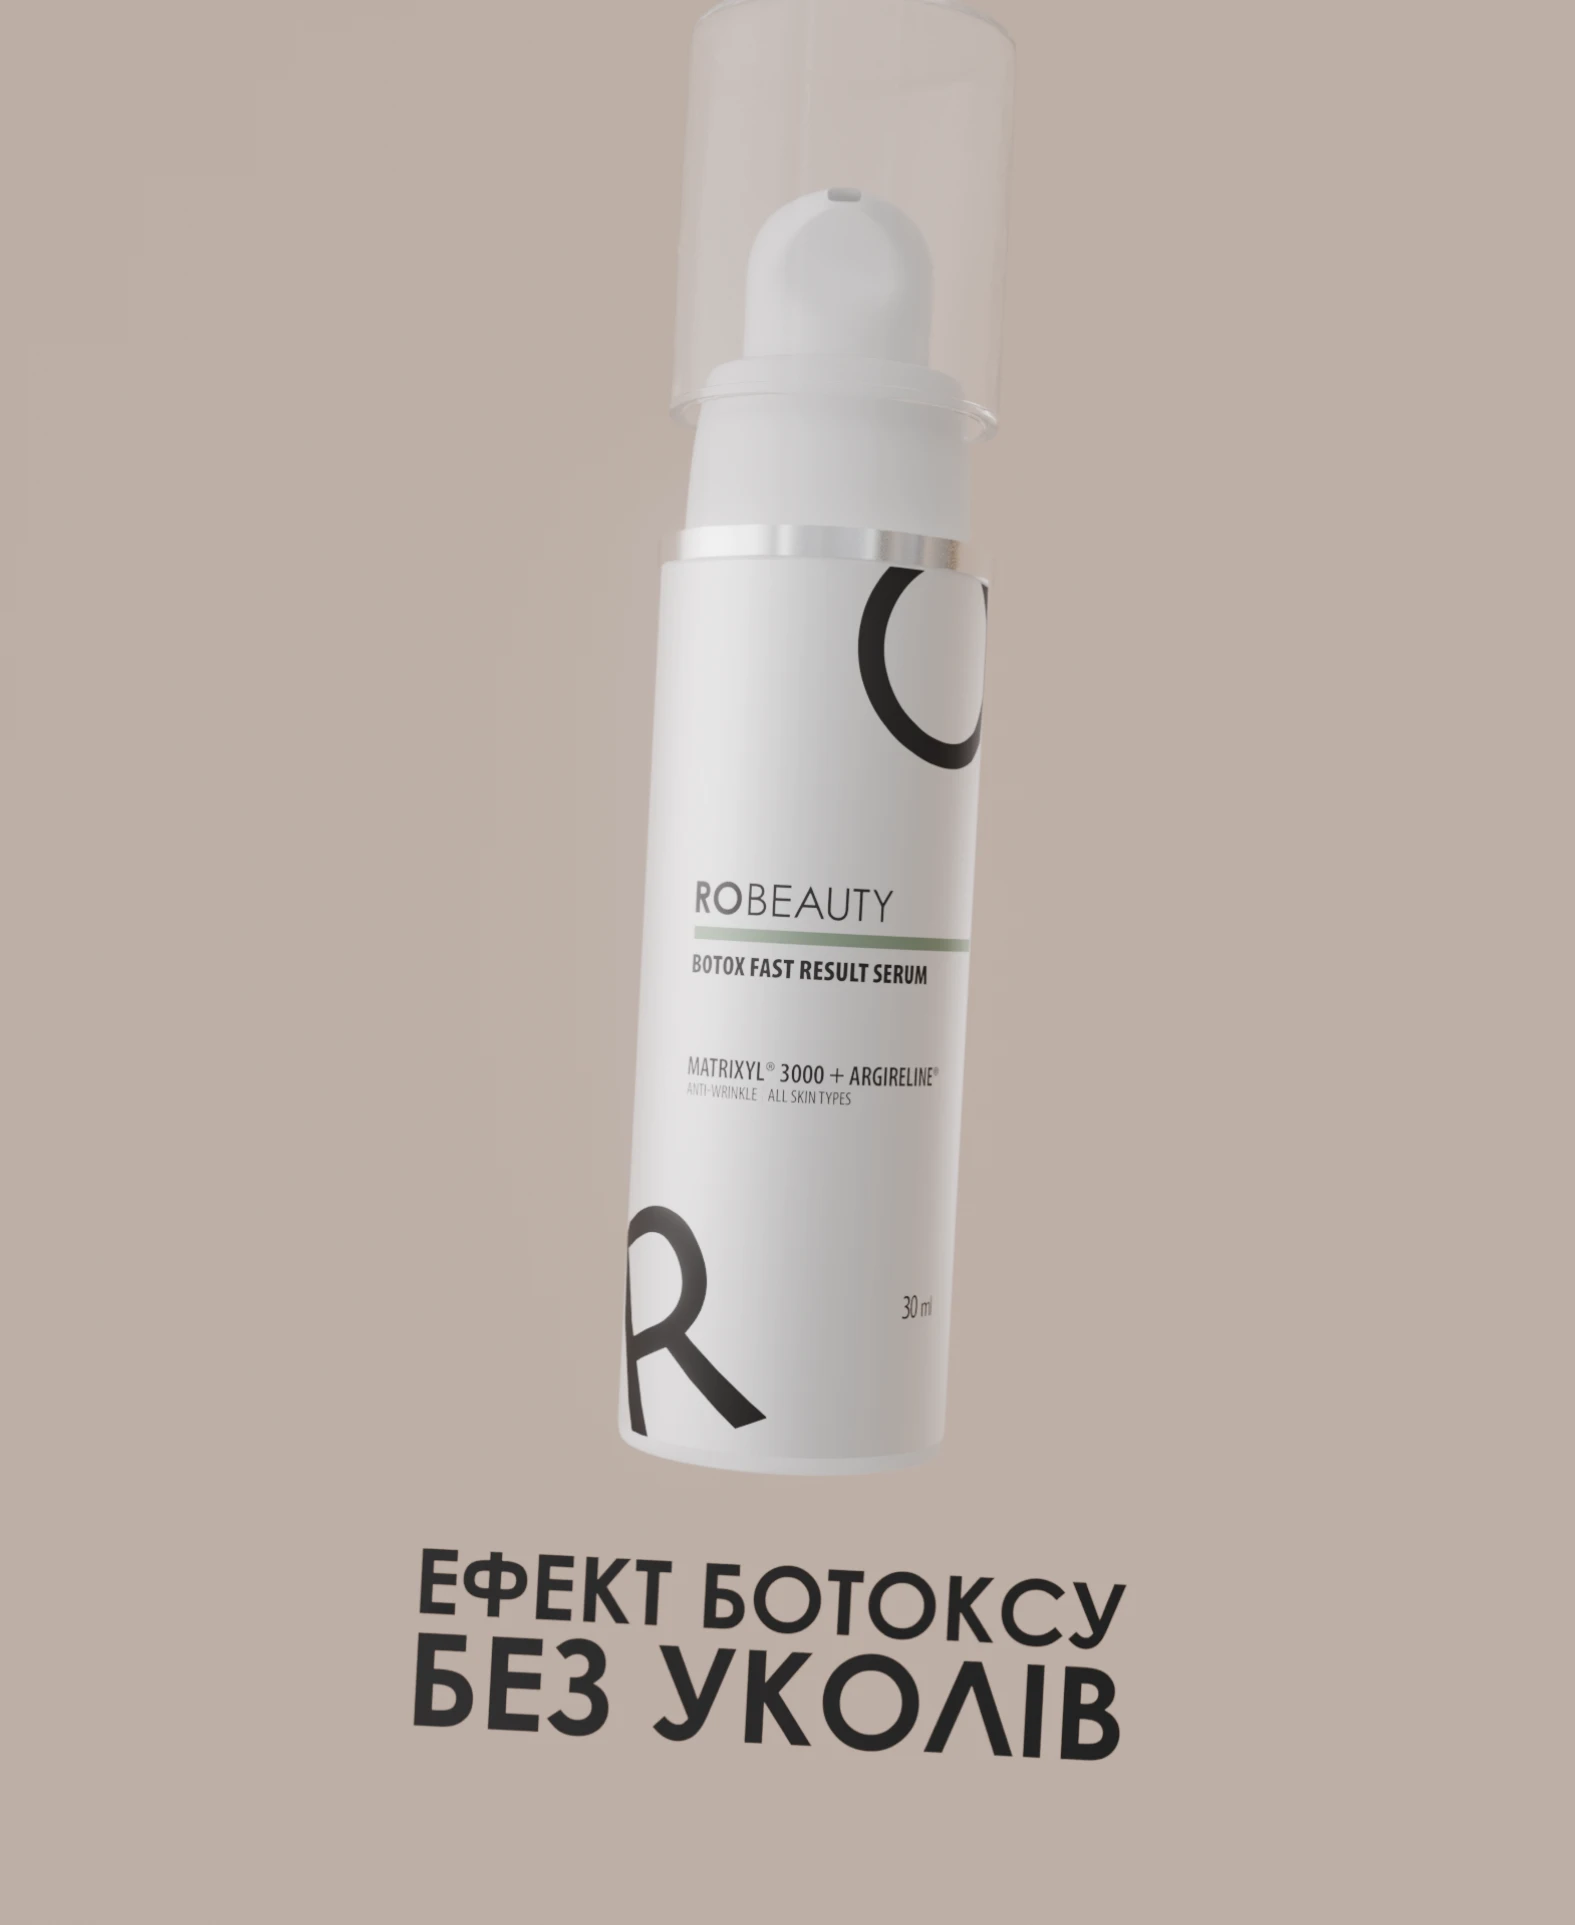 ROBEAUTY
BOTOX FAST RESULT SERUM
MATRIXYL® 3000 + ARGIRELINE®
ANTI-WRINKLE | ALL SKIN TYPES
R
30 ml
ЕФЕКТ БОТОКСУ
БЕЗ УКОЛІВ